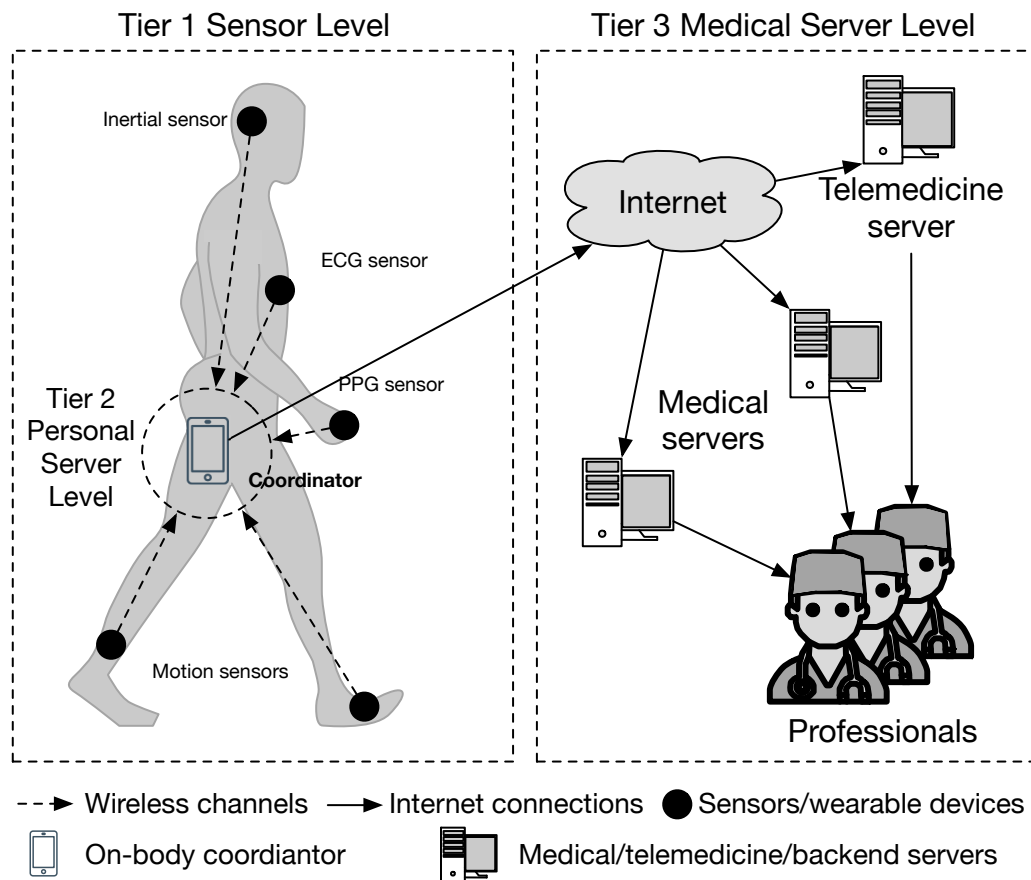 Tier 1 Sensor Level
Tier 3 Medical Server Level
Inertial sensor
ECG sensor
PPG sensor
Tier 2
Personal
Server
Level
Coordinator
Motion sensors
Internet
Telemedicine
server
Medical
servers
Professionals
Wireless channels
Internet connections
Sensors/wearable devices
On-body coordiantor
Medical/telemedicine/backend servers